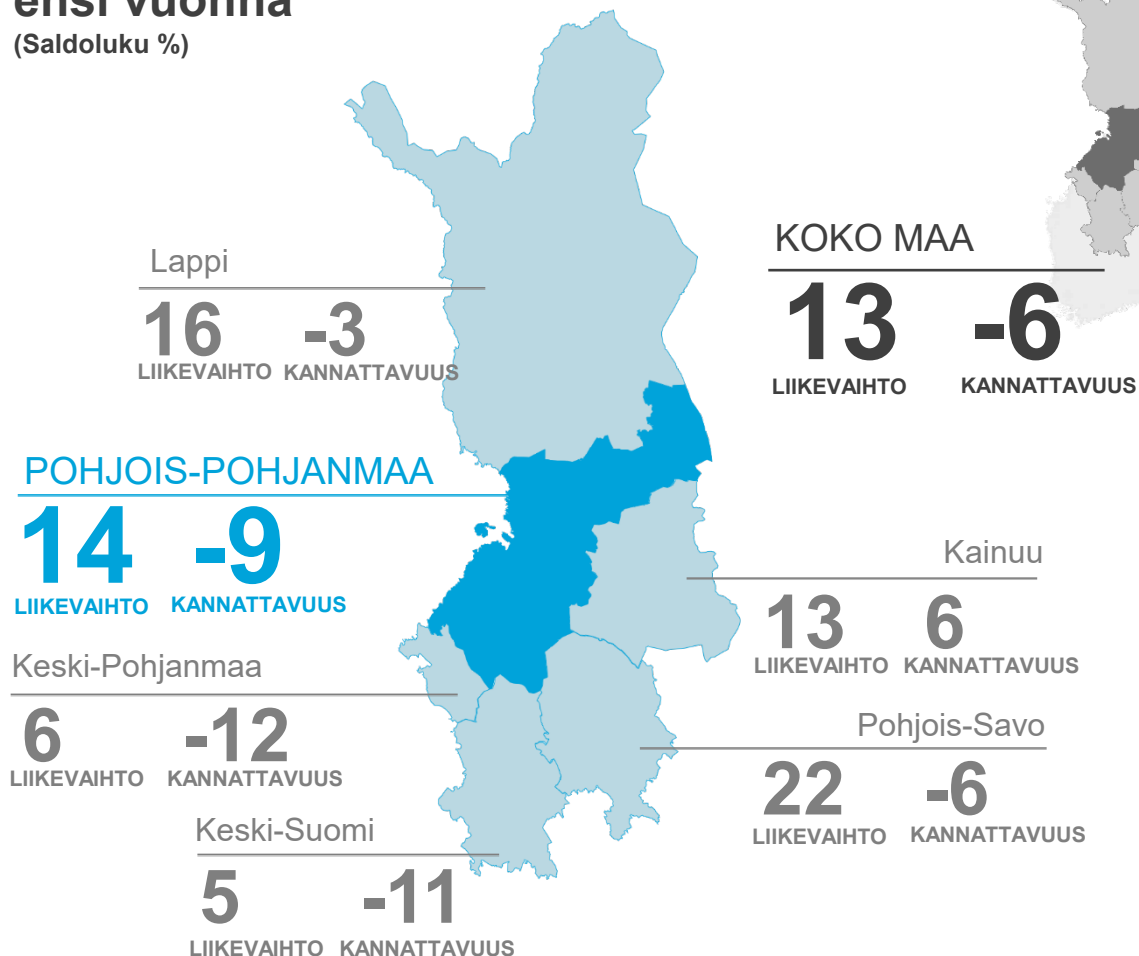 ensi vuonna
(Saldoluku %)
KOKO MAA
13 -6
LIIKEVAIHTO KANNATTAVUUS
Lappi
16 -3
LIIKEVAIHTO KANNATTAVUUS
POHJOIS-POHJANMAA
14 -9
LIIKEVAIHTO KANNATTAVUUS
Kainuu
13 6
LIIKEVAIHTO KANNATTAVUUS
Keski-Pohjanmaa
6 -12
LIIKEVAIHTO KANNATTAVUUS
Pohjois-Savo
22 -6
LIIKEVAIHTO KANNATTAVUUS
Keski-Suomi
5 -11
LIIKEVAIHTO KANNATTAVUUS